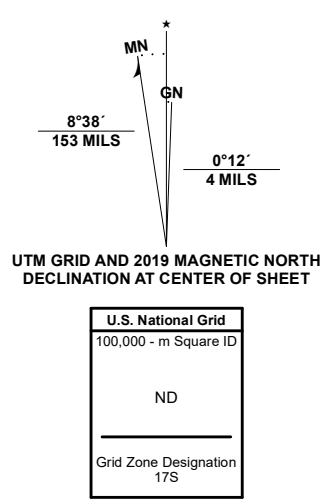 ★
MN
GN
8°38´
153 MILS
0°12´
4 MILS
UTM GRID AND 2019 MAGNETIC NORTH
DECLINATION AT CENTER OF SHEET
U.S. National Grid
100,000 - m Square ID
ND
Grid Zone Designation
17S